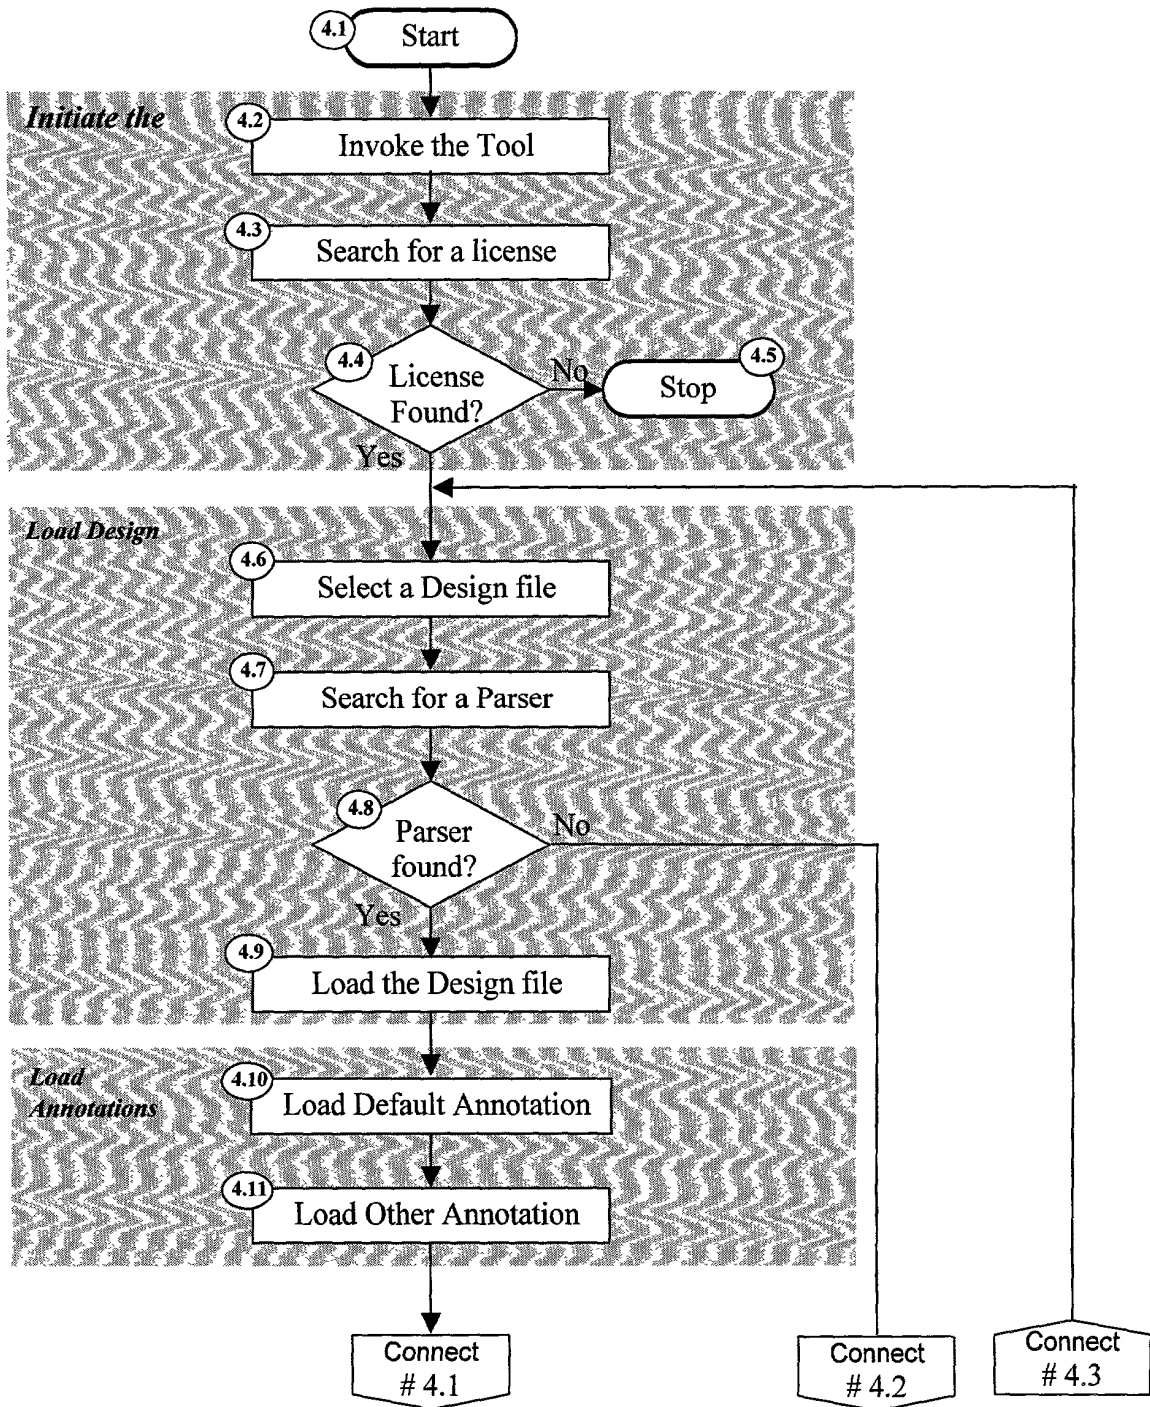 4.1
Start
Initiate the
4.2
Invoke the Tool
4.3
Search for a license
4.4
License
Found?
No
4.5
Stop
Yes
Load Design
4.6
Select a Design file
4.7
Search for a Parser
4.8
Parser
found?
No
Yes
4.9
Load the Design file
Load
Annotations
4.10
Load Default Annotation
4.11
Load Other Annotation
Connect
# 4.1
Connect
# 4.2
Connect
# 4.3